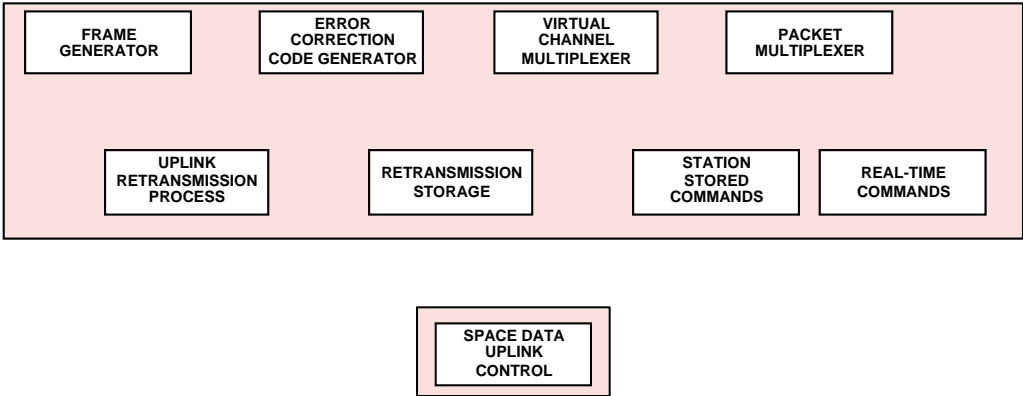 FRAME
GENERATOR
ERROR
CORRECTION
CODE GENERATOR
VIRTUAL
CHANNEL
MULTIPLEXER
PACKET
MULTIPLEXER
UPLINK
RETRANSMISSION
PROCESS
RETRANSMISSION
STORAGE
STATION
STORED
COMMANDS
REAL-TIME
COMMANDS
SPACE DATA
UPLINK
CONTROL